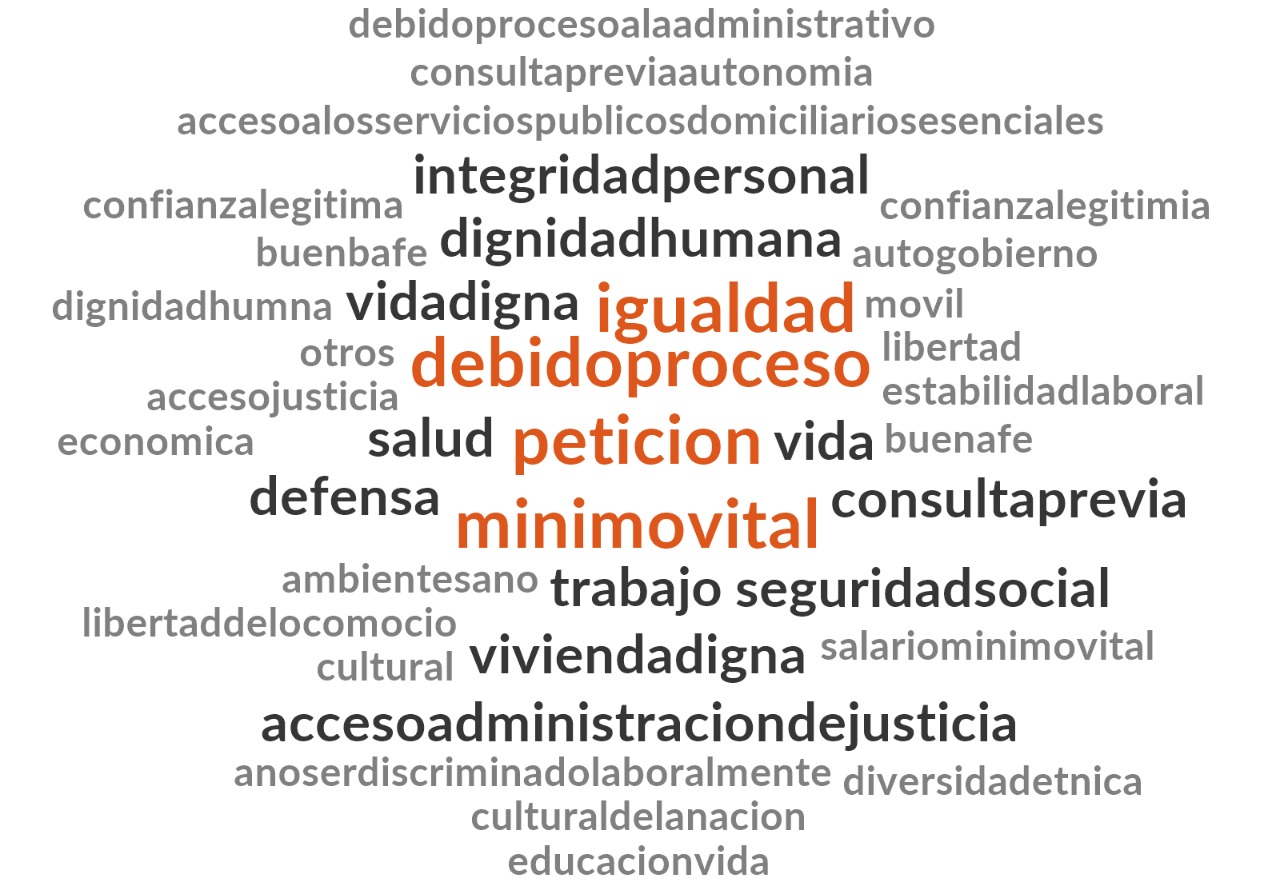 debidoprocesoalaadministrativo
consultapreviaautonomia
accesoalosserviciospublicosdomiciliariosesenciales
integridadpersonal
confianzalegitima confianzalegitimia
buenbafe dignidadhumana autogobierno
dignidadhumna vidadigna igualdad movil
otros debidoproceso libertad
accesojusticia estabilidadlaboral
economica salud peticion vida buenafe
defensa minimovital consultaprevia
ambientesano trabajo seguridadsocial
libertaddelocomocio
cultural viviendadigna salariominimovital
accesoadministraciondejusticia
anoserdiscriminadolaboralmente diversidadetnica
culturaldelanacion
educacionvida